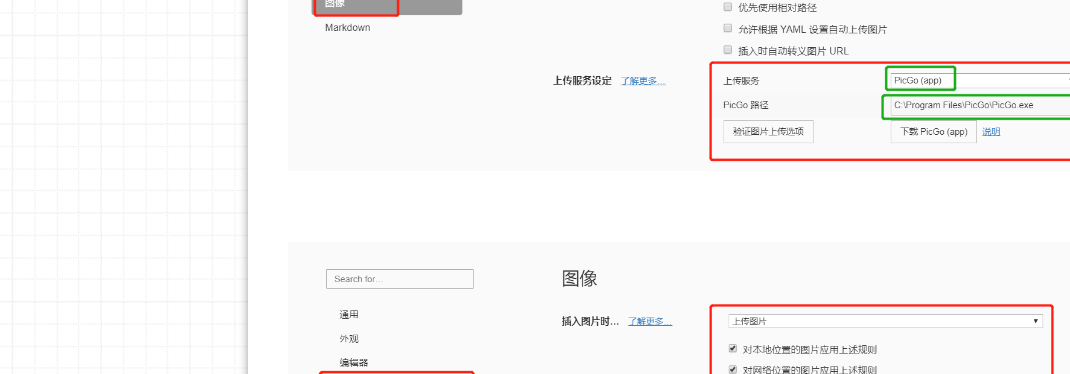 图像
优先使用相对路径
Markdown
允许根据 YAML 设置自动上传图片
插入时自动转义图片 URL
上传服务设定 了解更多...
上传服务 PicGo (app)
PicGo 路径 C:\Program Files\PicGo\PicGo.exe
验证图片上传选项 下载 PicGo (app) 说明
Search for...
图像
通用
插入图片时... 了解更多...
上传图片
外观
对本地位置的图片应用上述规则
编辑器
对网络位置的图片应用上述规则